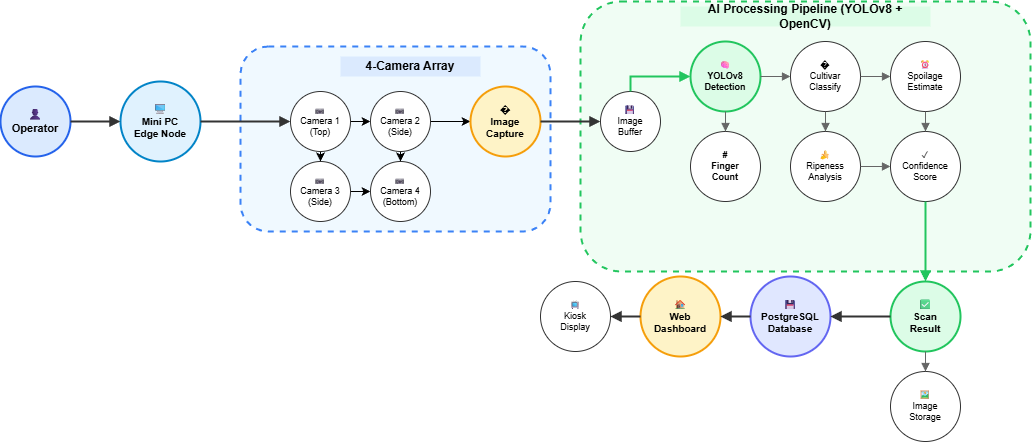 AI Processing Pipeline (YOLOv8 +
OpenCV)
4-Camera Array
Operator
Mini PC
Edge Node
Camera 1
(Top)
Camera 2
(Side)
Image
Capture
Camera 3
(Side)
Camera 4
(Bottom)
Image
Buffer
YOLOv8
Detection
Cultivar
Classify
Spoilage
Estimate
#
Finger
Count
Ripeness
Analysis
✓
Confidence
Score
Kiosk
Display
Web
Dashboard
PostgreSQL
Database
Scan
Result
Image
Storage